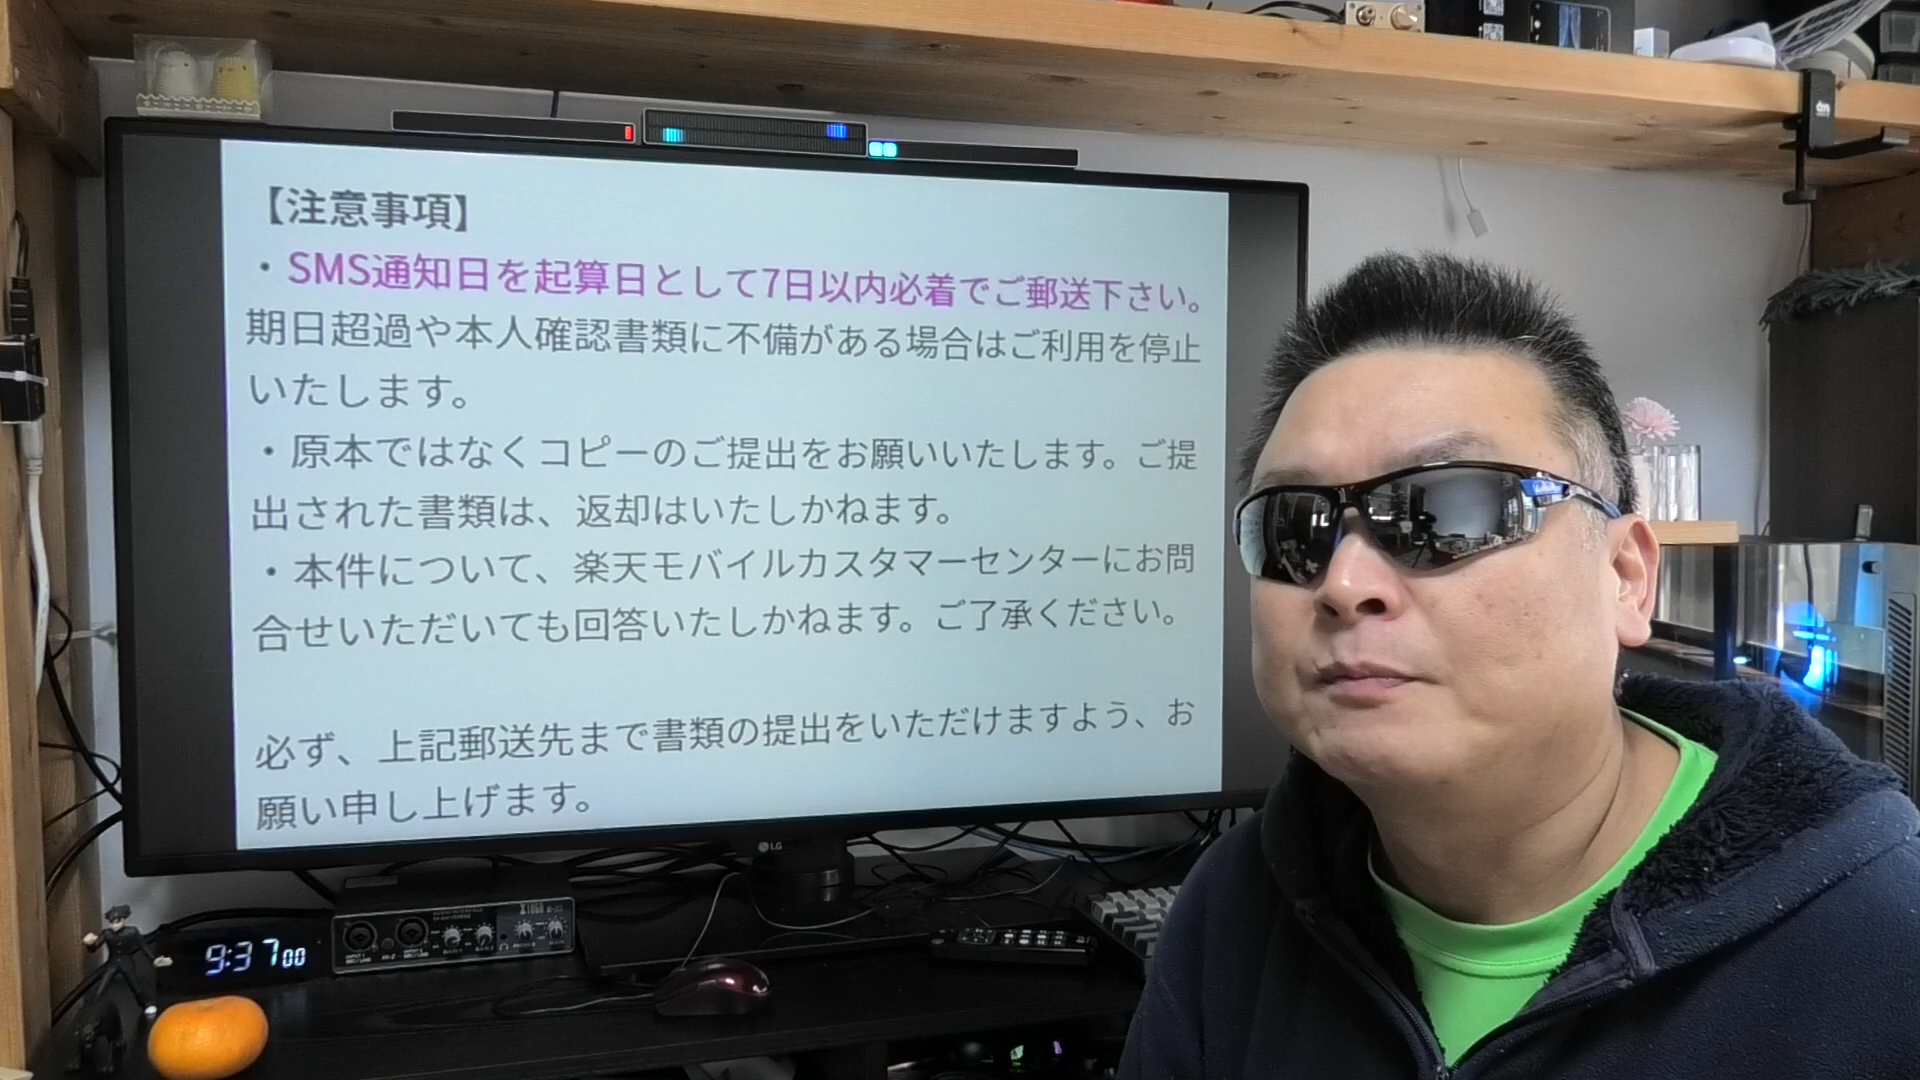 【注意事項】
・SMS通知日を起算日として7日以内必着でご郵送下さい。
期日超過や本人確認書類に不備がある場合はご利用を停止
いたします。
・原本ではなくコピーのご提出をお願いいたします。ご提
出された書類は、返却はいたしかねます。
・本件について、楽天モバイルカスタマーセンターにお問
合せいただいても回答いたしかねます。ご了承ください。
必ず、上記郵送先まで書類の提出をいただけますよう、お
願い申し上げます。
LG
9:37 00